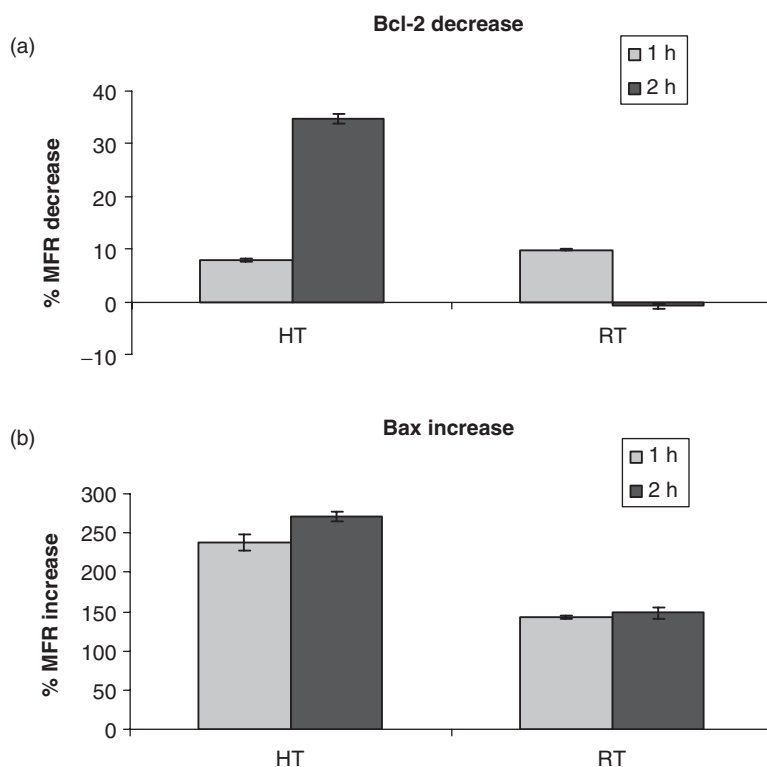 (a)
Bcl-2 decrease
1 h
2 h
% MFR decrease
40
30
20
10
0
−10
HT
RT
(b)
Bax increase
1 h
2 h
% MFR increase
300
250
200
150
100
50
0
HT
RT